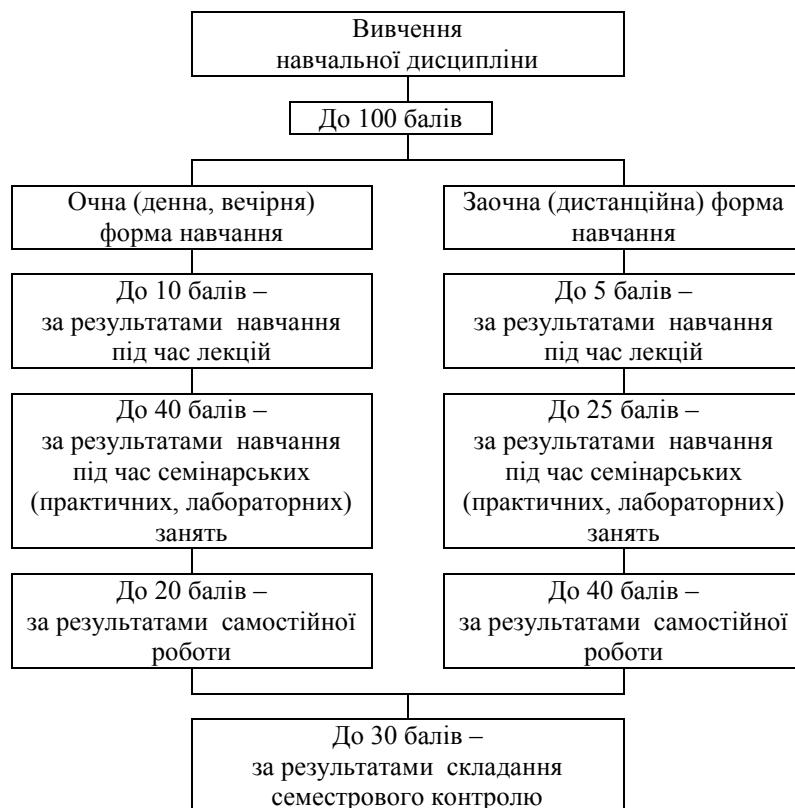 Вивчення
навчальної дисципліни
До 100 балів
Очна (денна, вечірня)
форма навчання
Заочна (дистанційна) форма
навчання
До 10 балів –
за результатами навчання
під час лекцій
До 5 балів –
за результатами навчання
під час лекцій
До 40 балів –
за результатами навчання
під час семінарських
(практичних, лабораторних)
занять
До 25 балів –
за результатами навчання
під час семінарських
(практичних, лабораторних)
занять
До 20 балів –
за результатами самостійної
роботи
До 40 балів –
за результатами самостійної
роботи
До 30 балів –
за результатами складання
семестрового контролю